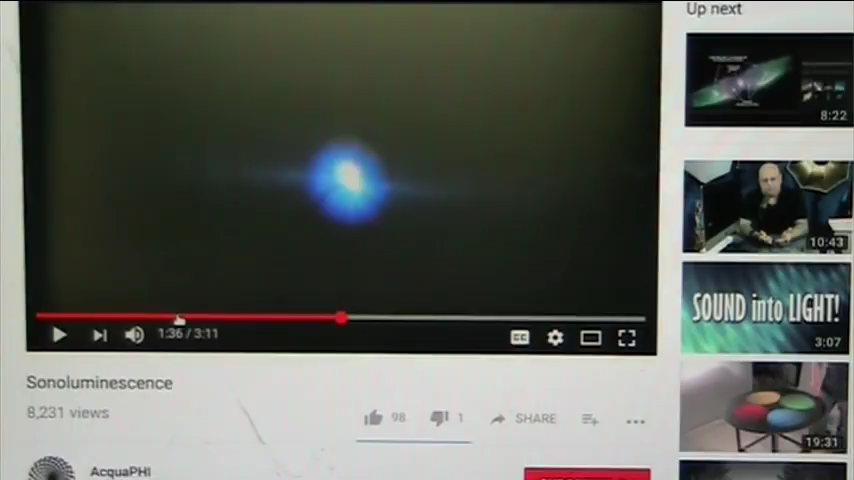 Up next
8:22
10:43
SOUND into LIGHT!
3:07
19:31
1:36 / 3:11
CC
Sonoluminescence
8,231 views
98
1
SHARE
AcquaPHI